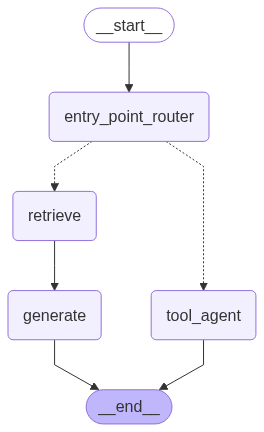 __start__
entry_point_router
retrieve
generate
tool_agent
__end__